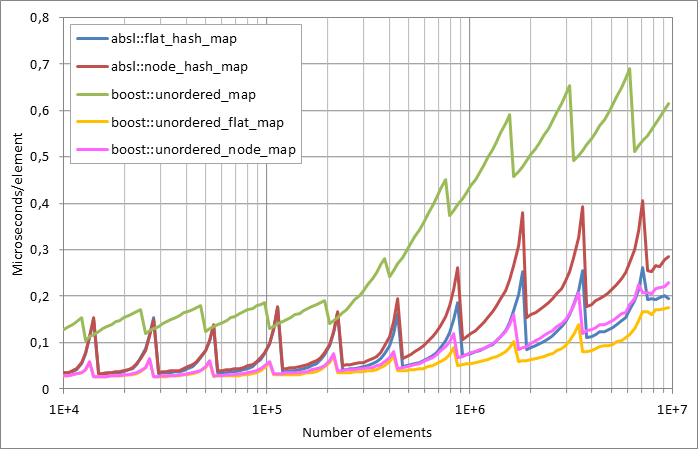 0,8
0,7
0,6
0,5
0,4
0,3
0,2
0,1
0
Microseconds/element
absl::flat_hash_map
absl::node_hash_map
boost::unordered_map
boost::unordered_flat_map
boost::unordered_node_map
1E+4 1E+5 1E+6 1E+7
Number of elements